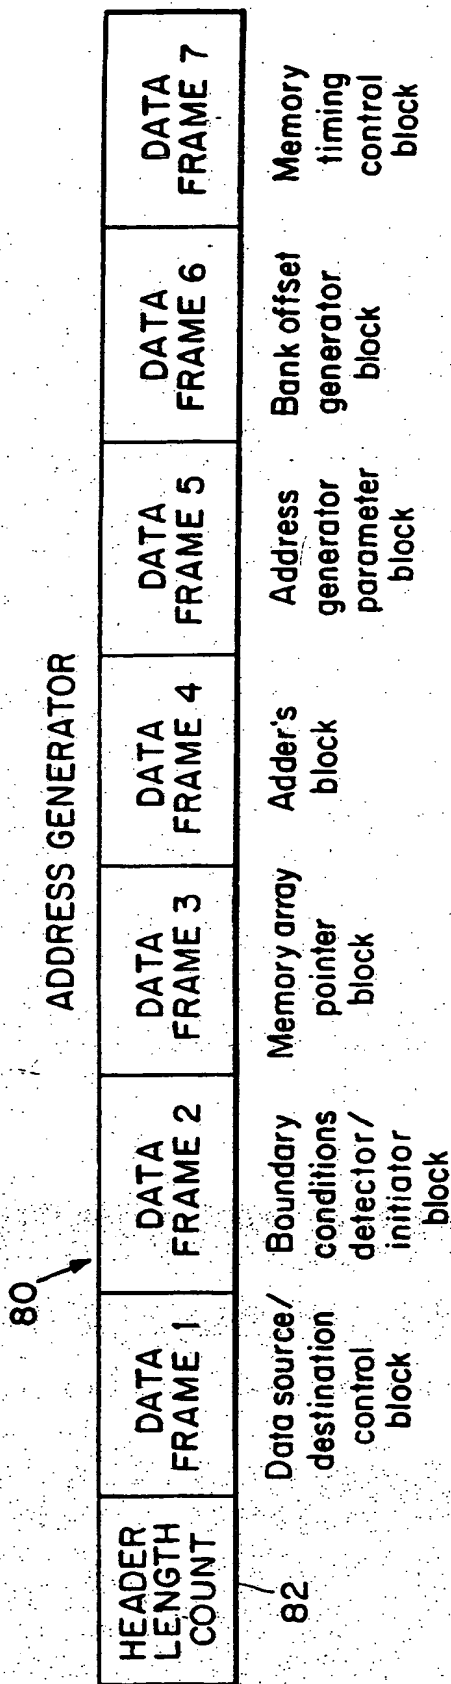 ADDRESS GENERATOR
80
HEADER
LENGTH
COUNT
DATA
FRAME 1
DATA
FRAME 2
DATA
FRAME 3
DATA
FRAME 4
DATA
FRAME 5
DATA
FRAME 6
DATA
FRAME 7
82
Data source/
destination
control
block
Boundary
conditions
detector/
initiator
block
Memory array
pointer
block
Adder's
block
Address
generator
parameter
block
Bank offset
generator
block
Memory
timing
control
block